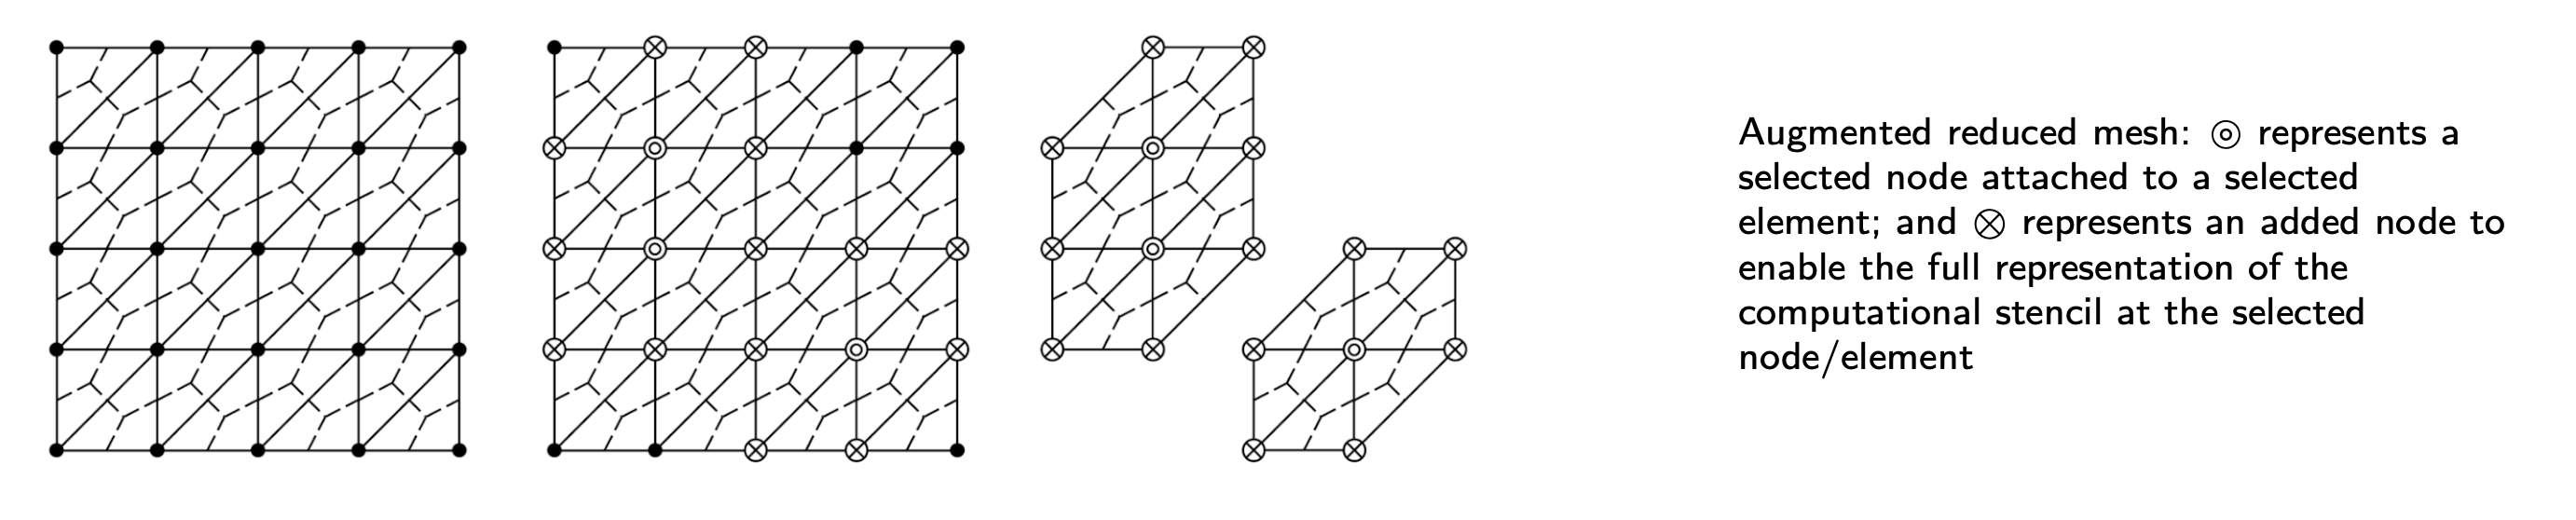 Augmented reduced mesh: ⊚ represents a
selected node attached to a selected
element; and ⊗ represents an added node to
enable the full representation of the
computational stencil at the selected
node/element